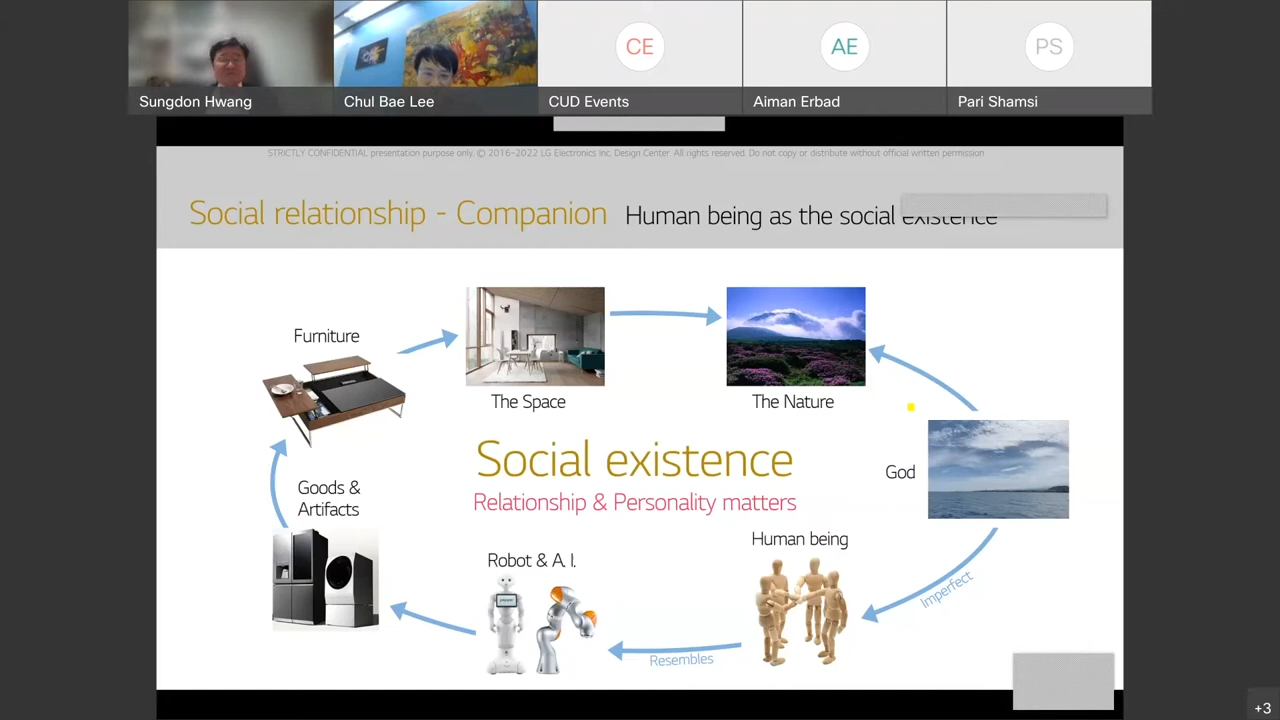 CE
AE
PS
Sungdon Hwang
Chul Bae Lee
CUD Events
Aiman Erbad
Pari Shamsi
STRICTLY CONFIDENTIAL presentation purpose only, © 2016-2022 LG Electronics Inc. Design Center. All rights reserved. Do not copy or distribute without official written permission
Social relationship - Companion Human being as the social existence
Furniture
The Space
The Nature
Social existence
God
Relationship & Personality matters
Goods &
Artifacts
Human being
Robot & A. I.
Imperfect
Resembles
+3